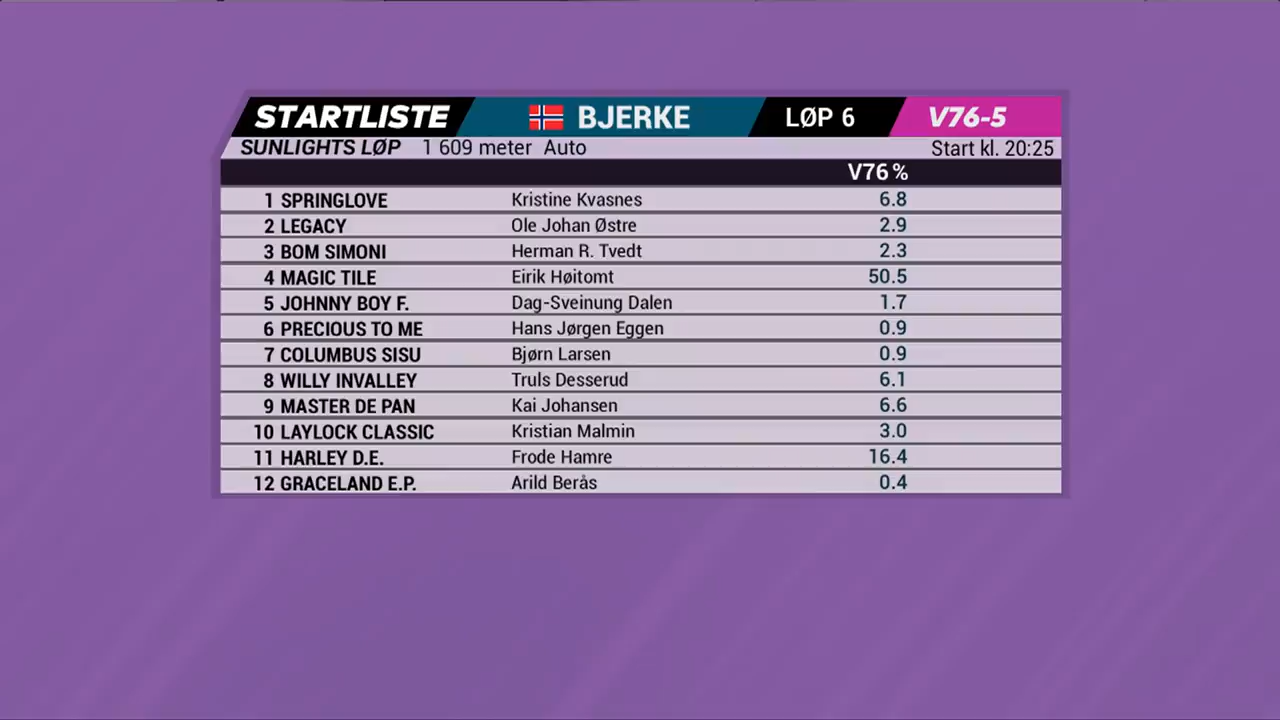 STARTLISTE BJERKE LØP 6 V76-5
SUNLIGHTS LØP 1 609 meter Auto Start kl. 20:25
V76 %
1 SPRINGLOVE Kristine Kvasnes 6.8
2 LEGACY Ole Johan Østre 2.9
3 BOM SIMONI Herman R. Tvedt 2.3
4 MAGIC TILE Eirik Høitomt 50.5
5 JOHNNY BOY F. Dag-Sveinung Dalen 1.7
6 PRECIOUS TO ME Hans Jørgen Eggen 0.9
7 COLUMBUS SISU Bjørn Larsen 0.9
8 WILLY INVALLEY Truls Desserud 6.1
9 MASTER DE PAN Kai Johansen 6.6
10 LAYLOCK CLASSIC Kristian Malmin 3.0
11 HARLEY D.E. Frode Hamre 16.4
12 GRACELAND E.P. Arild Berås 0.4